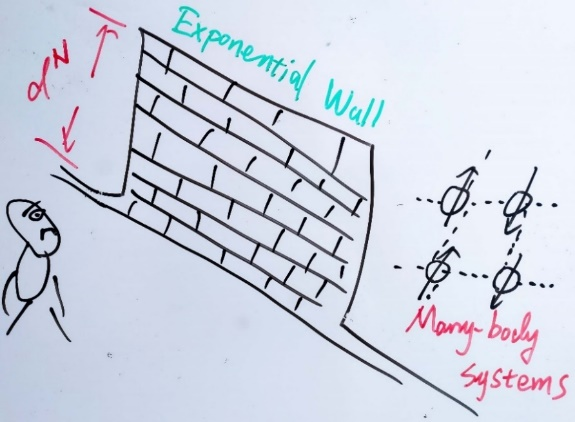 Exponential Wall
d^N
Many-body
systems